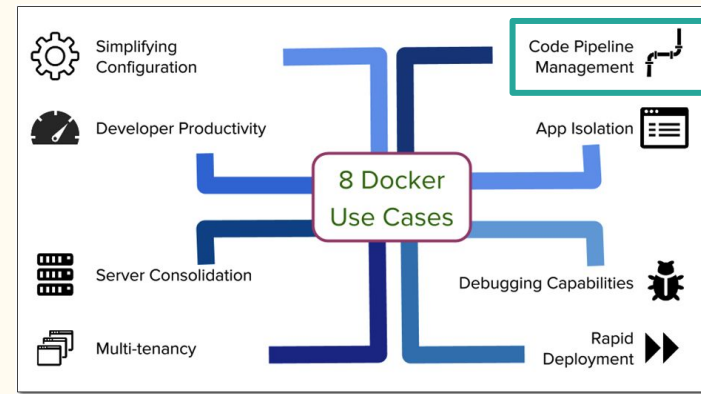 Simplifying
Configuration
Code Pipeline
Management
Developer Productivity
App Isolation
8 Docker
Use Cases
Server Consolidation
Debugging Capabilities
Multi-tenancy
Rapid
Deployment